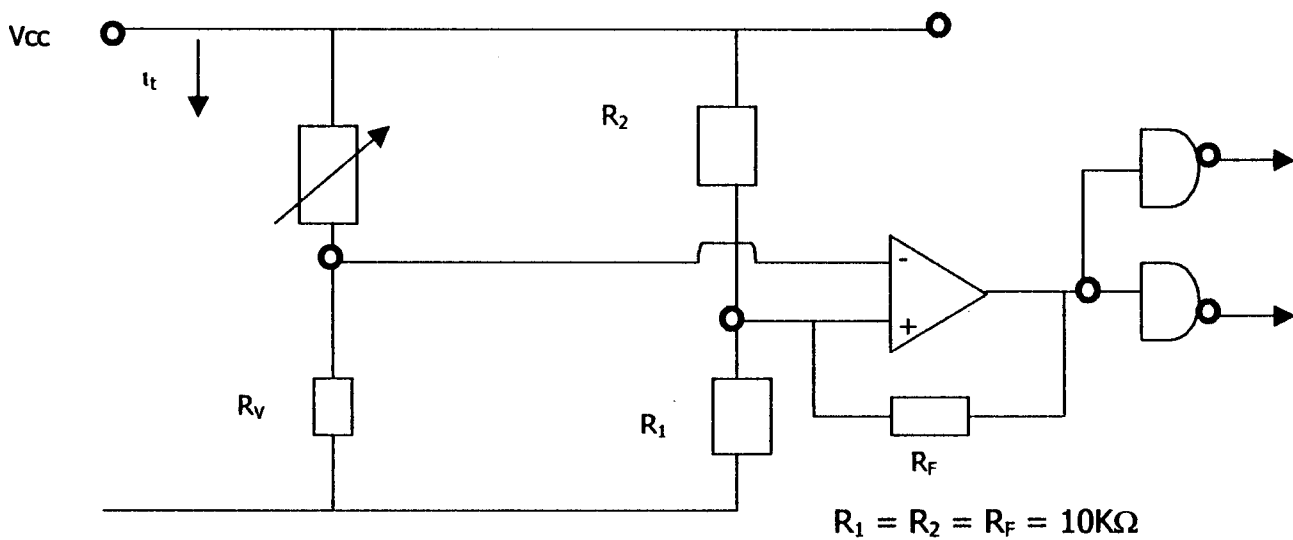 Vcc
ιt
R2
-
+
RV
R1
RF
R1 = R2 = RF = 10KΩ